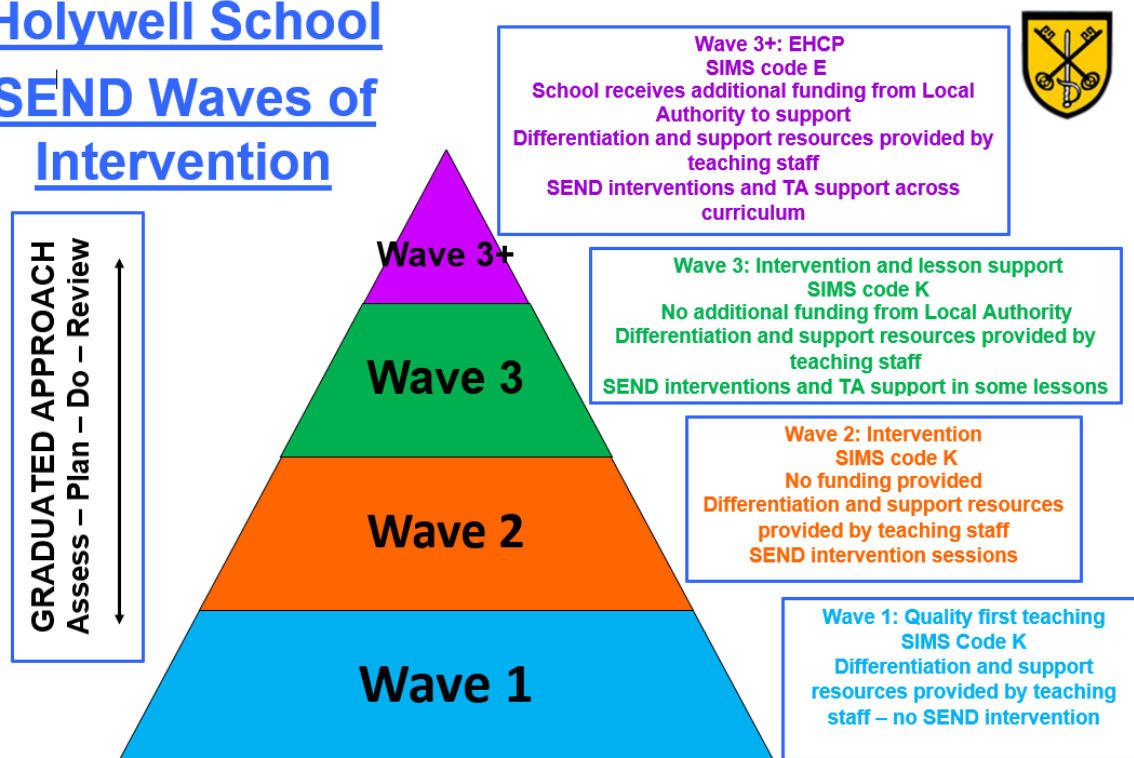 Holywell School
SEND Waves of
Intervention
GRADUATED APPROACH
Assess – Plan – Do – Review
Wave 3+
Wave 3
Wave 2
Wave 1
Wave 3+: EHCP
SIMS code E
School receives additional funding from Local
Authority to support
Differentiation and support resources provided by
teaching staff
SEND interventions and TA support across
curriculum
Wave 3: Intervention and lesson support
SIMS code K
No additional funding from Local Authority
Differentiation and support resources provided by
teaching staff
SEND interventions and TA support in some lessons
Wave 2: Intervention
SIMS code K
No funding provided
Differentiation and support resources
provided by teaching staff
SEND intervention sessions
Wave 1: Quality first teaching
SIMS Code K
Differentiation and support
resources provided by teaching
staff – no SEND intervention